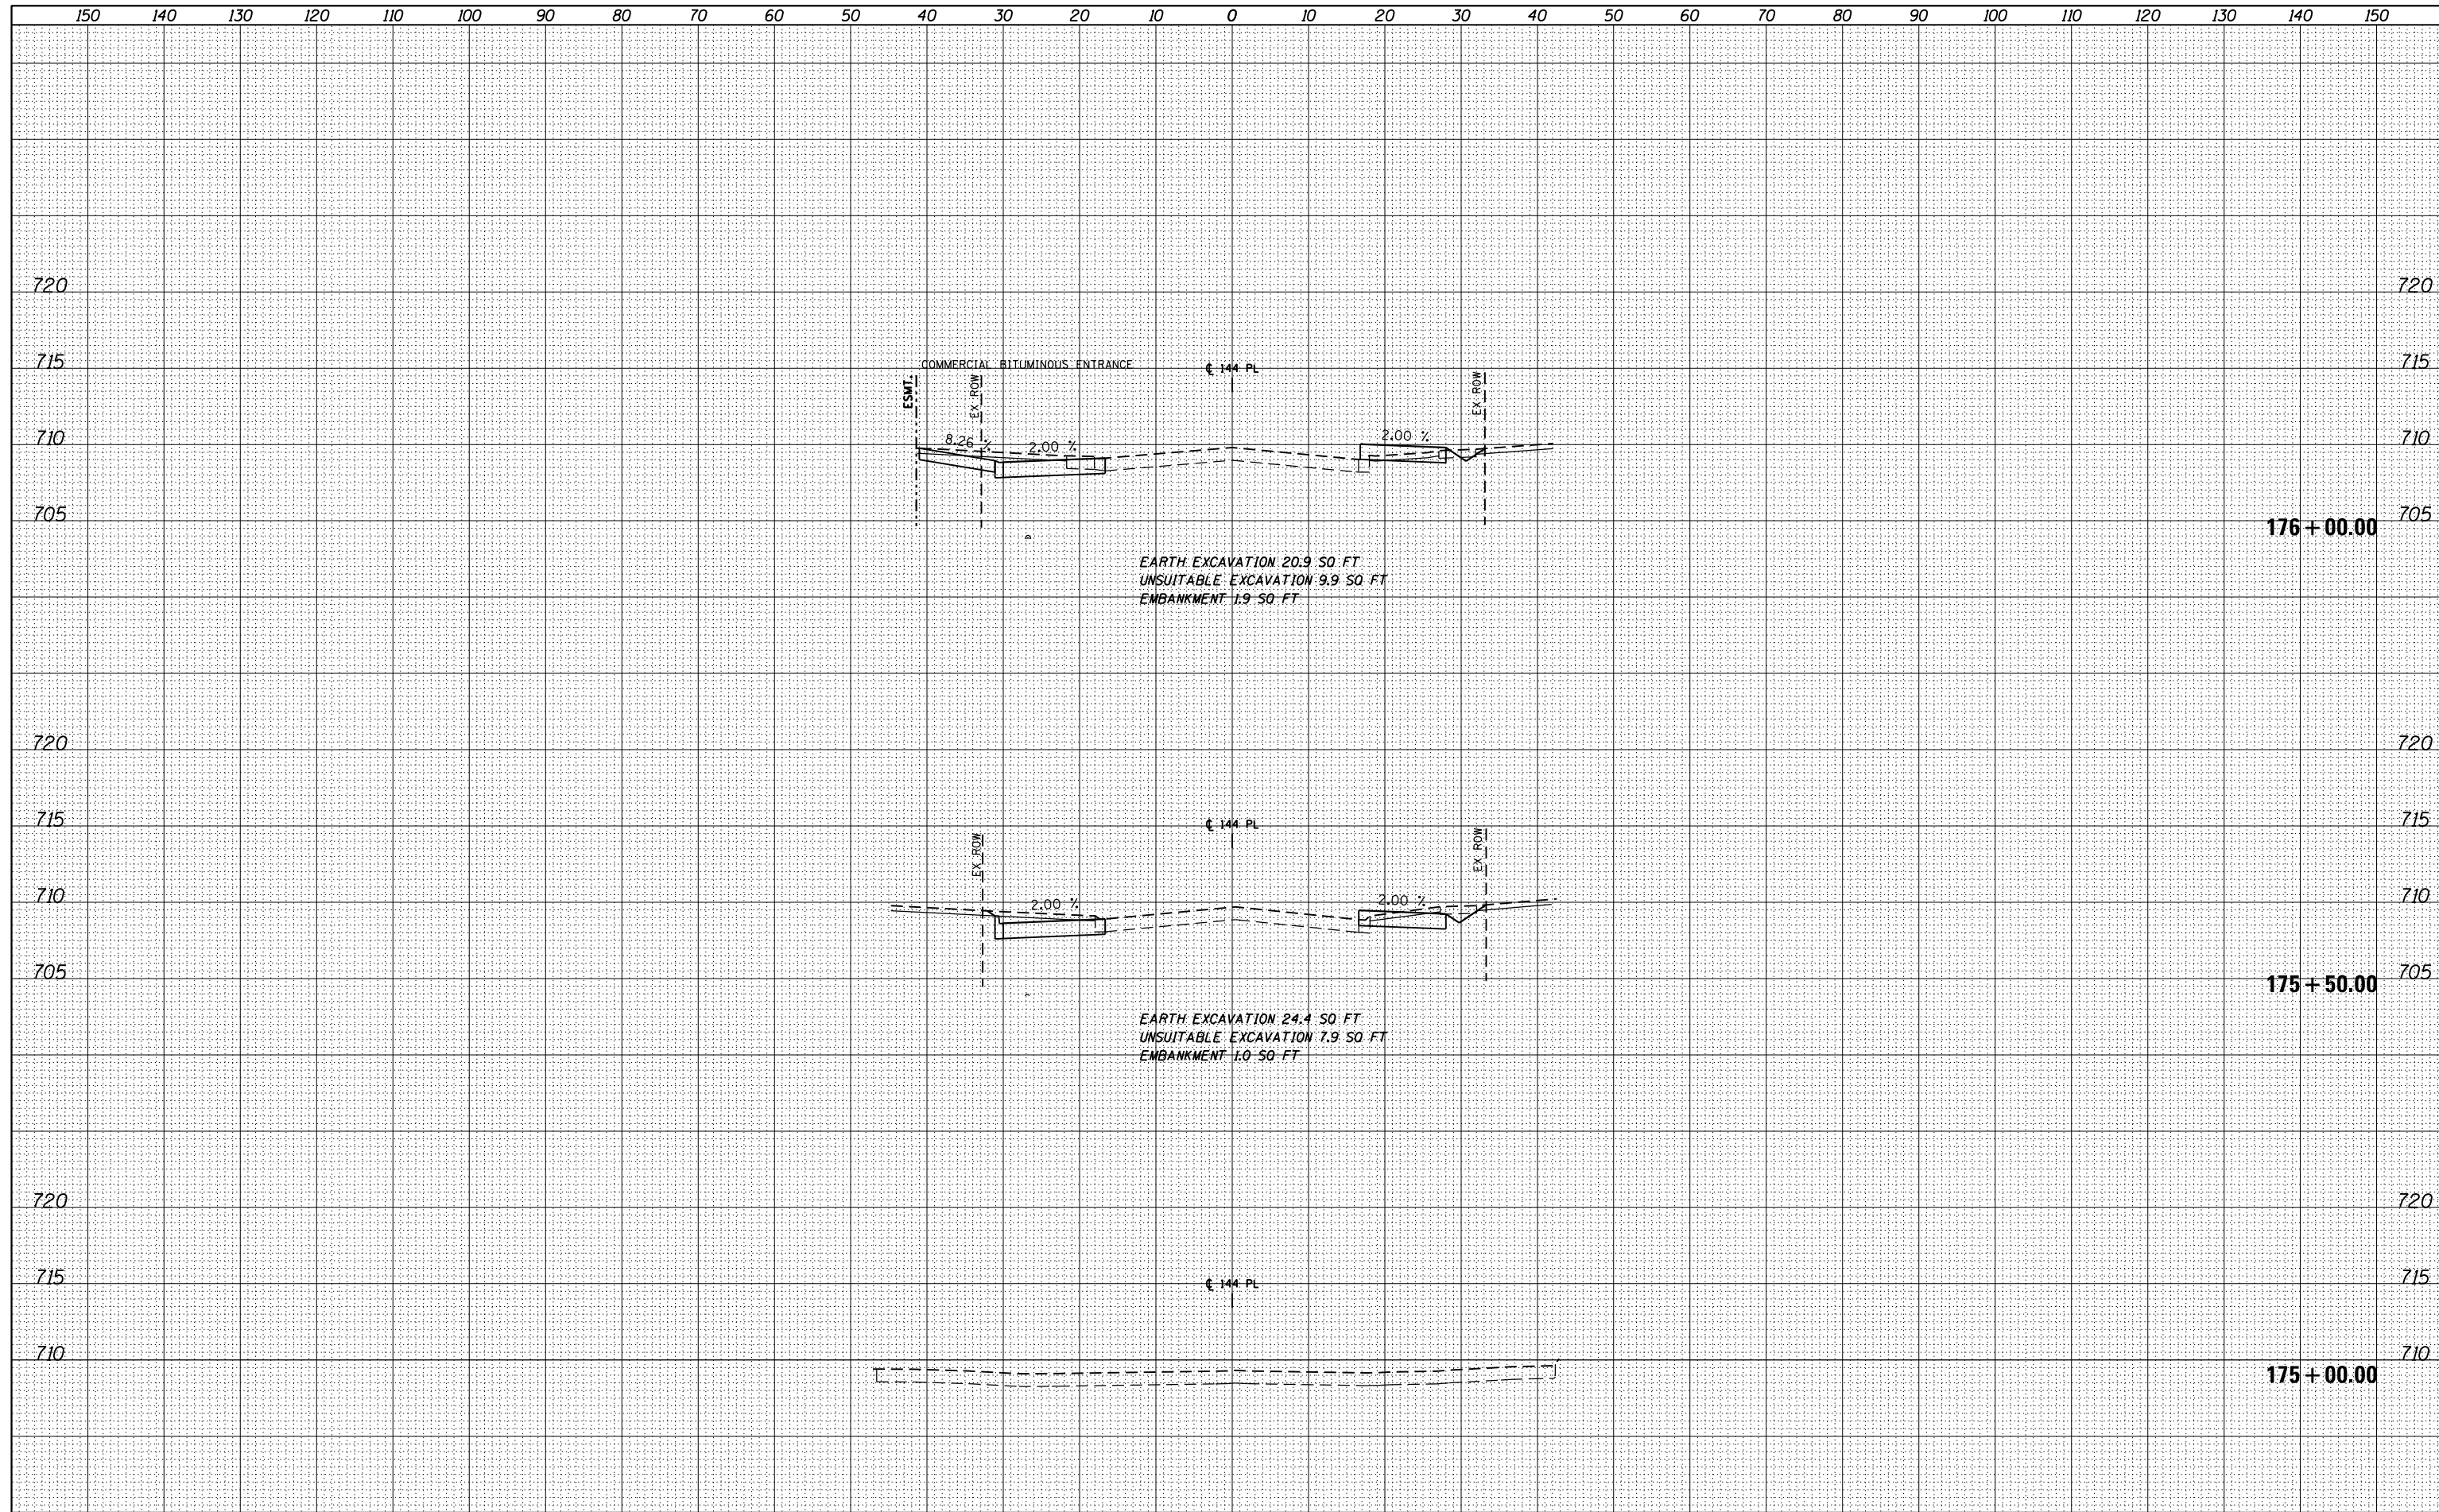 150 140 130 120 110 100 90 80 70 60 50 40 30 20 10 0 10 20 30 40 50 60 70 80 90 100 110 120 130 140 150
720 720
715 COMMERCIAL BITUMINOUS ENTRANCE ℄ 144 PL 715
ESMT. EX ROW EX ROW
710 8.26 % 2.00 % 2.00 % 710
705 705
176+00.00
EARTH EXCAVATION 20.9 SQ FT
UNSUITABLE EXCAVATION 9.9 SQ FT
EMBANKMENT 1.9 SQ FT
720 720
715 ℄ 144 PL 715
EX ROW EX ROW
710 2.00 % 2.00 % 710
705 705
175+50.00
EARTH EXCAVATION 24.4 SQ FT
UNSUITABLE EXCAVATION 7.9 SQ FT
EMBANKMENT 1.0 SQ FT
720 720
715 ℄ 144 PL 715
710 710
175+00.00